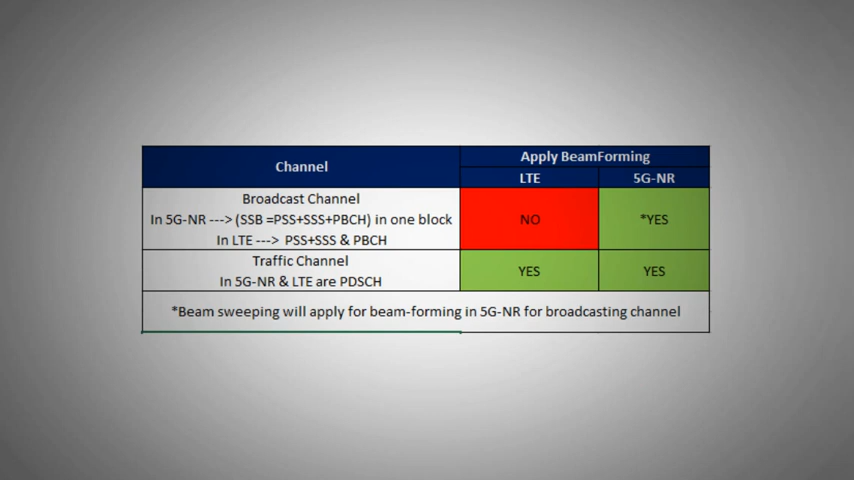 Channel
Apply BeamForming
LTE
5G-NR
Broadcast Channel
In 5G-NR ---> (SSB =PSS+SSS+PBCH) in one block
In LTE ---> PSS+SSS & PBCH
NO
*YES
Traffic Channel
In 5G-NR & LTE are PDSCH
YES
YES
*Beam sweeping will apply for beam-forming in 5G-NR for broadcasting channel